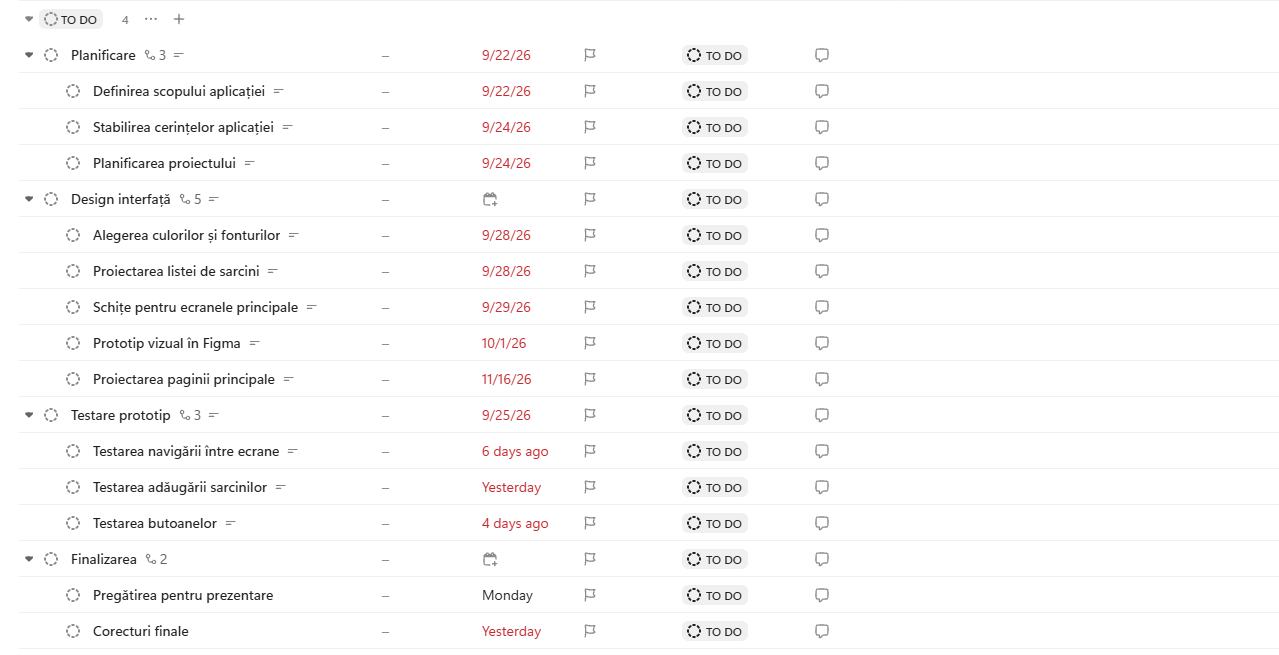 TO DO 4 ... +
Planificare 3 – 9/22/26 TO DO
Definirea scopului aplicației – 9/22/26 TO DO
Stabilirea cerințelor aplicației – 9/24/26 TO DO
Planificarea proiectului – 9/24/26 TO DO
Design interfață 5 – TO DO
Alegerea culorilor și fonturilor – 9/28/26 TO DO
Proiectarea listei de sarcini – 9/28/26 TO DO
Schițe pentru ecranele principale – 9/29/26 TO DO
Prototip vizual în Figma – 10/1/26 TO DO
Proiectarea paginii principale – 11/16/26 TO DO
Testare prototip 3 – 9/25/26 TO DO
Testarea navigării între ecrane – 6 days ago TO DO
Testarea adăugării sarcinilor – Yesterday TO DO
Testarea butoanelor – 4 days ago TO DO
Finalizarea 2 – TO DO
Pregătirea pentru prezentare – Monday TO DO
Corecturi finale – Yesterday TO DO